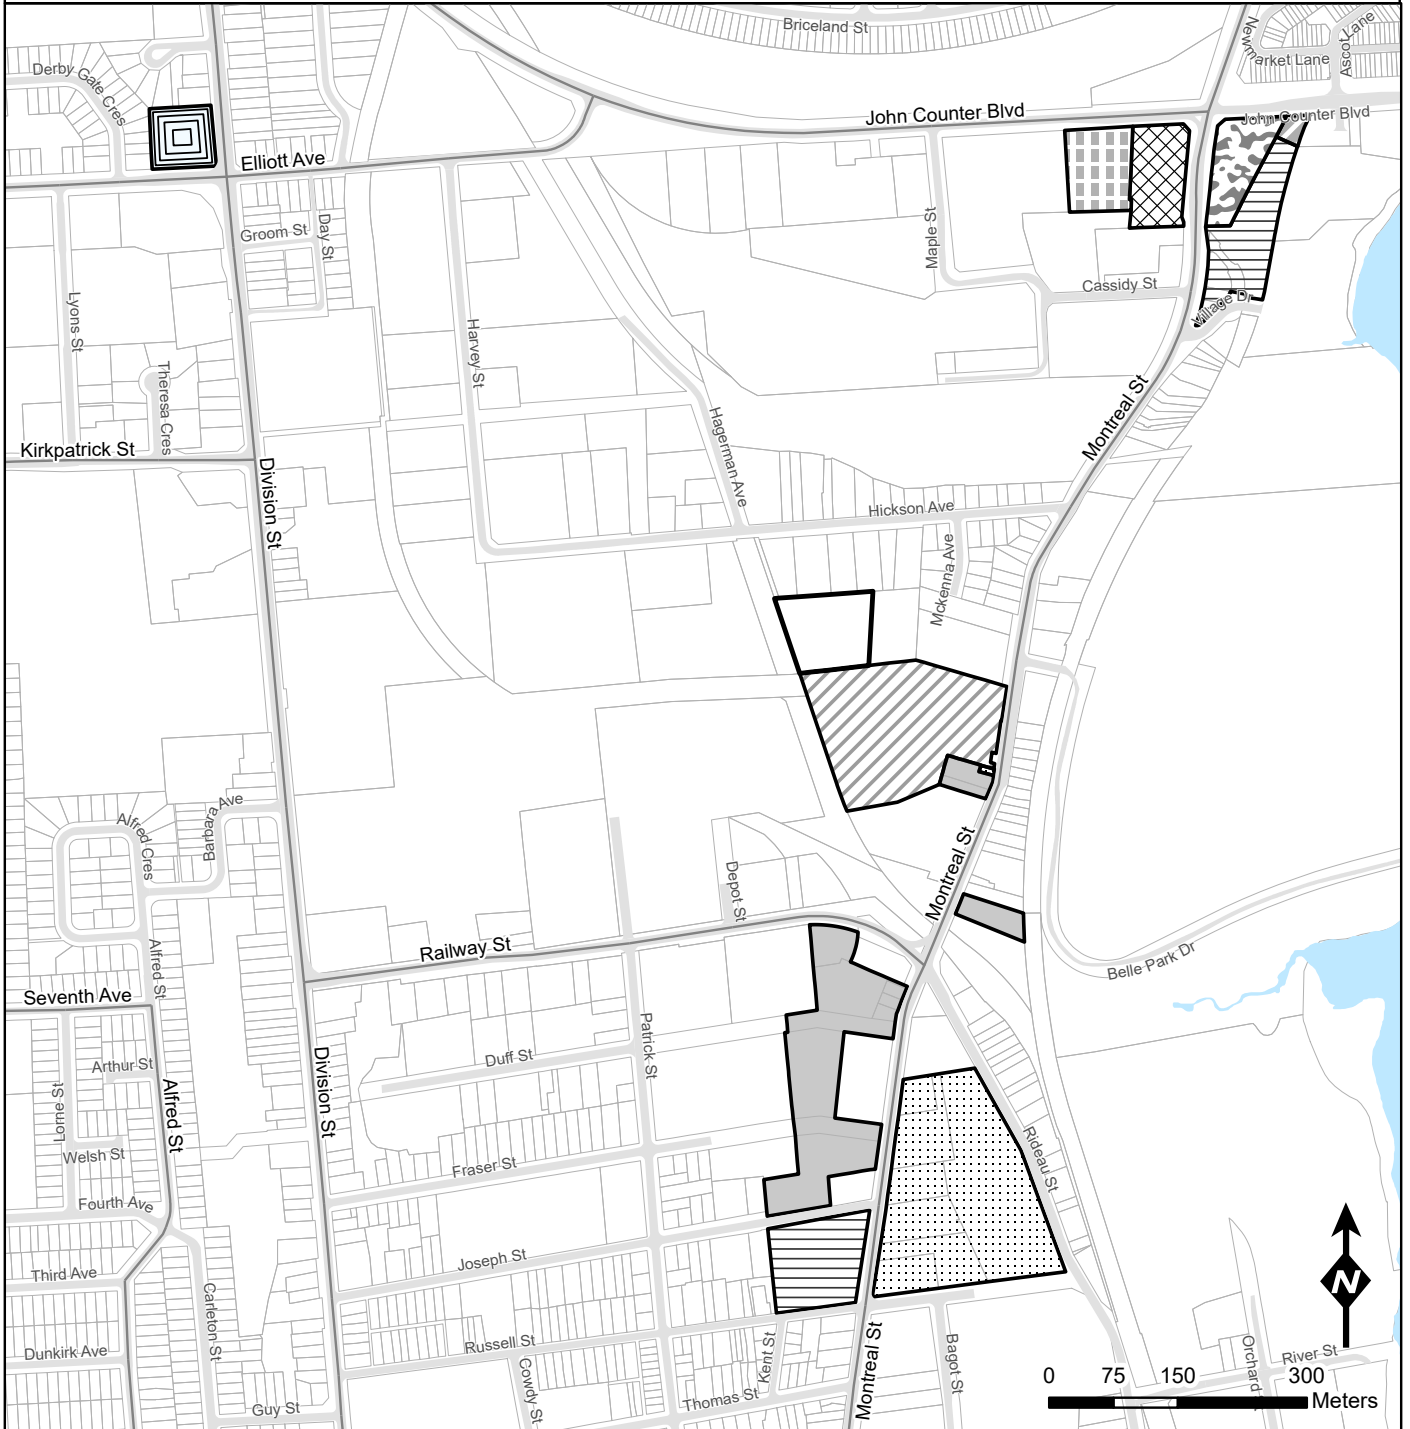 Briceland St
Newmarket Lane
Ascot Lane
Derby Gate Cres
John Counter Blvd
John Counter Blvd
Elliott Ave
Groom St
Day St
Maple St
Cassidy St
Village Dr
Lyons St
Theresa Cres
Harvey St
Hagerman Ave
Montreal St
Kirkpatrick St
Division St
Hickson Ave
Mckenna Ave
Alfred Cres
Barbara Ave
Depot St
Montreal St
Railway St
Alfred St
Belle Park Dr
Seventh Ave
Arthur St
Lorne St
Alfred St
Division St
Duff St
Patrick St
Welsh St
Fraser St
Rideau St
Fourth Ave
Joseph St
Third Ave
Carleton St
Russell St
Dunkirk Ave
Cowdy St
Kent St
Thomas St
Montreal St
Bagot St
Guy St
Orchard
River St
N
0 75 150 300
Meters